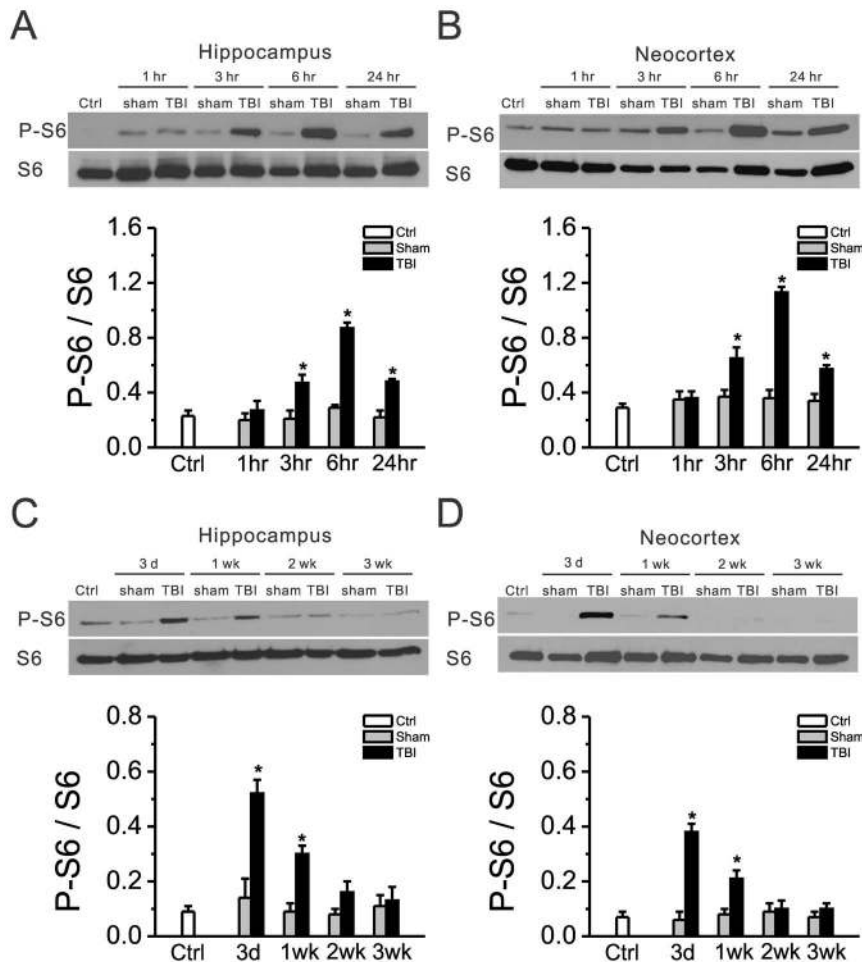 A
Hippocampus
1 hr 3 hr 6 hr 24 hr
Ctrl sham TBI sham TBI sham TBI sham TBI
P-S6
S6
1.6
1.2
0.8
0.4
0.0
P-S6 / S6
Ctrl
Sham
TBI
* * *
Ctrl 1hr 3hr 6hr 24hr
B
Neocortex
1 hr 3 hr 6 hr 24 hr
Ctrl sham TBI sham TBI sham TBI sham TBI
P-S6
S6
1.6
1.2
0.8
0.4
0.0
P-S6 / S6
Ctrl
Sham
TBI
* * *
Ctrl 1hr 3hr 6hr 24hr
C
Hippocampus
3 d 1 wk 2 wk 3 wk
Ctrl sham TBI sham TBI sham TBI sham TBI
P-S6
S6
0.8
0.6
0.4
0.2
0.0
P-S6 / S6
Ctrl
Sham
TBI
* *
Ctrl 3d 1wk 2wk 3wk
D
Neocortex
3 d 1 wk 2 wk 3 wk
Ctrl sham TBI sham TBI sham TBI sham TBI
P-S6
S6
0.8
0.6
0.4
0.2
0.0
P-S6 / S6
Ctrl
Sham
TBI
* *
Ctrl 3d 1wk 2wk 3wk